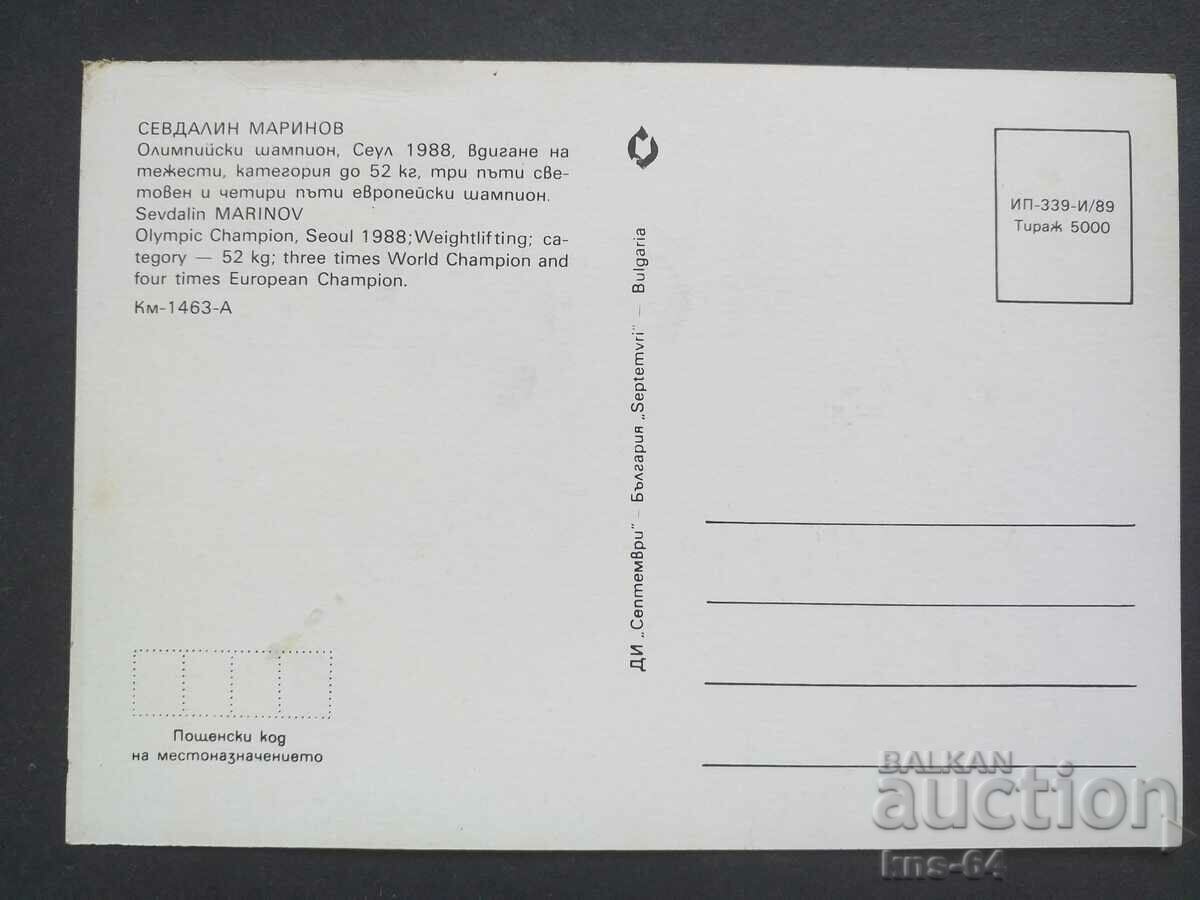 СЕВДАЛИН МАРИНОВ
Олимпийски шампион, Сеул 1988, вдигане на
тежести, категория до 52 кг, три пъти све-
товен и четири пъти европейски шампион.
Sevdalin MARINOV
Olympic Champion, Seoul 1988; Weightlifting; ca-
tegory — 52 kg; three times World Champion and
four times European Champion.
Км-1463-А
Пощенски код
на местоназначението
ДИ „Септември" – България „Septemvri" – Bulgaria
ИП-339-И/89
Тираж 5000
BALKAN
auction
kns-64